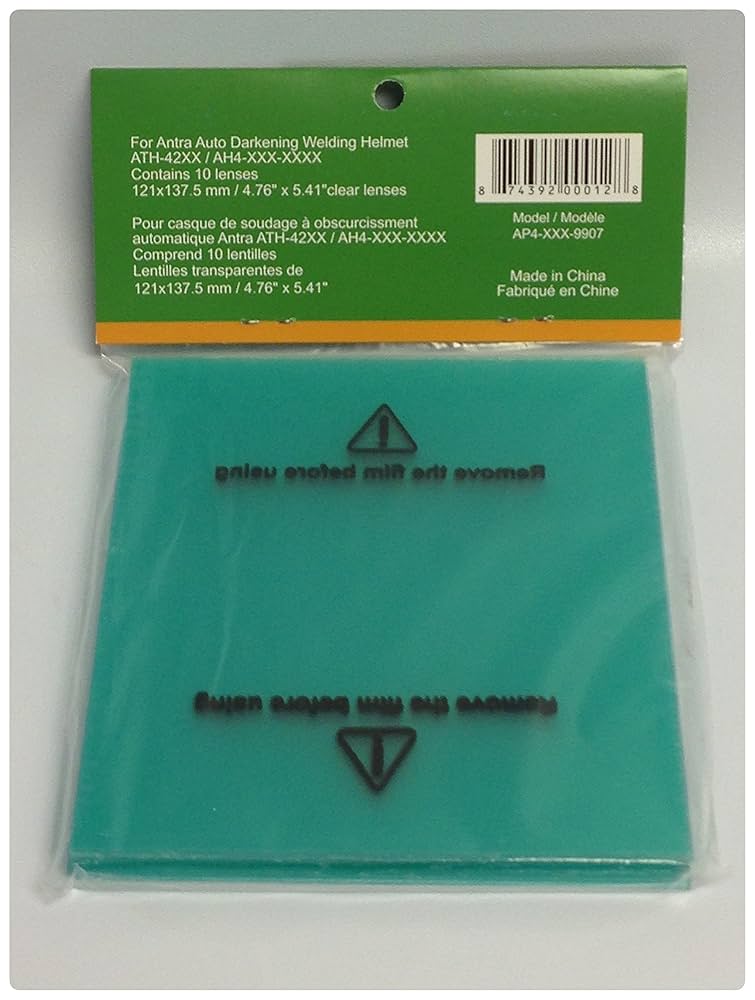 For Antra Auto Darkening Welding Helmet
ATH-42XX / AH4-XXX-XXXX
Contains 10 lenses
121x137.5 mm / 4.76" x 5.41"clear lenses
Pour casque de soudage à obscurcissment
automatique Antra ATH-42XX / AH4-XXX-XXXX
Comprend 10 lentilles
Lentilles transparentes de
121x137.5 mm / 4.76" x 5.41"
8 74392 00012 8
Model / Modèle
AP4-XXX-9907
Made in China
Fabriqué en Chine
Remove the film before using
Remove the film before using